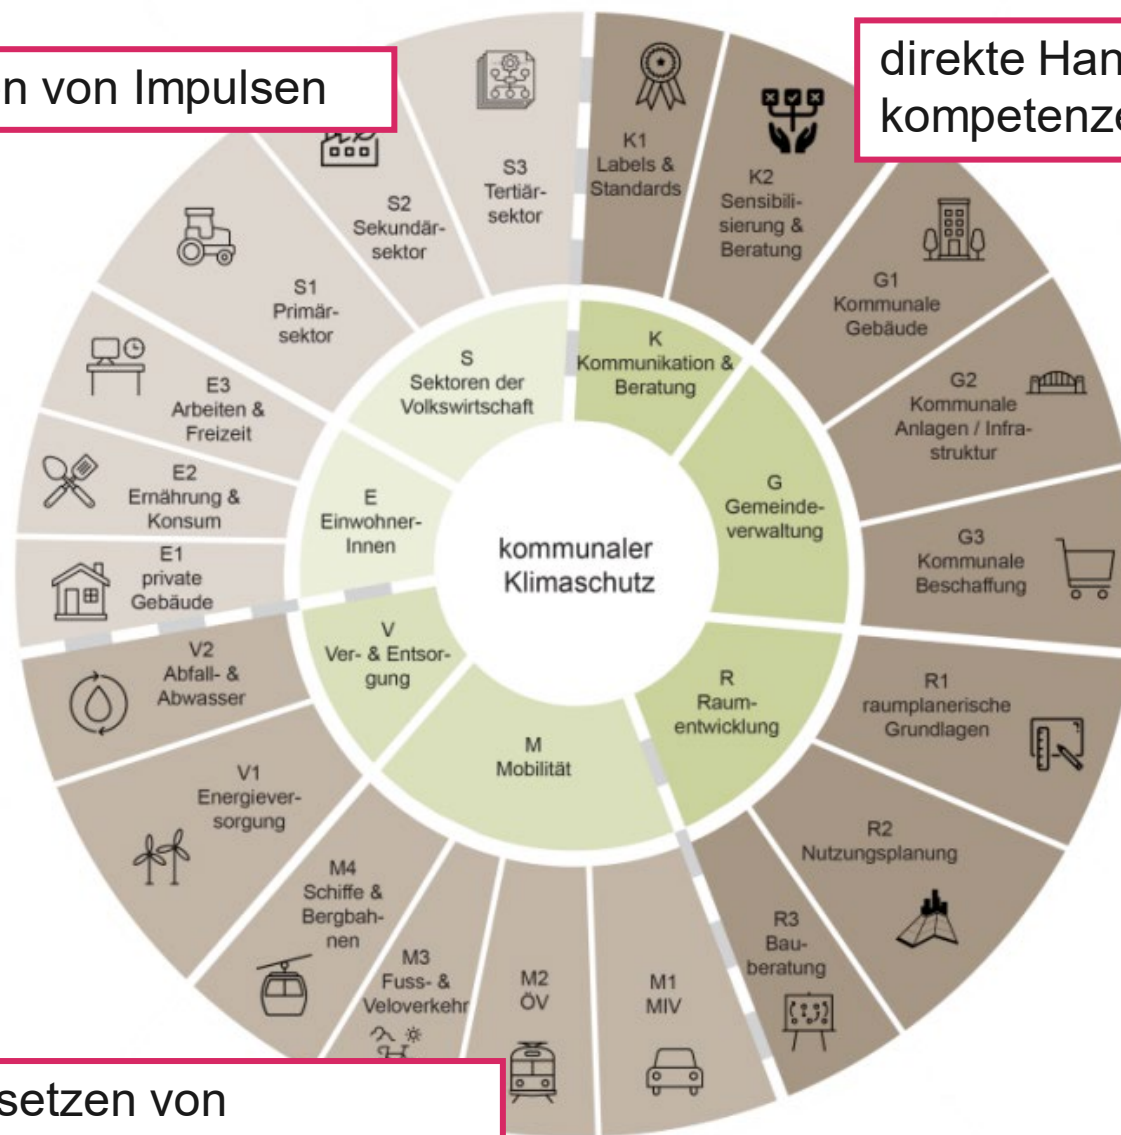 n von Impulsen
direkte Han
kompetenze
K1
Labels &
Standards
K2
Sensibili-
sierung &
Beratung
G1
Kommunale
Gebäude
G2
Kommunale
Anlagen / Infra-
struktur
G3
Kommunale
Beschaffung
R1
raumplanerische
Grundlagen
R2
Nutzungsplanung
R3
Bau-
beratung
M1
MIV
M2
ÖV
M3
Fuss- &
Veloverkehr
M4
Schiffe &
Bergbah-
nen
V1
Energiever-
sorgung
V2
Abfall- &
Abwasser
E1
private
Gebäude
E2
Ernährung &
Konsum
E3
Arbeiten &
Freizeit
S1
Primär-
sektor
S2
Sekundär-
sektor
S3
Tertiär-
sektor
K
Kommunikation &
Beratung
G
Gemeinde-
verwaltung
R
Raum-
entwicklung
M
Mobilität
V
Ver- & Entsor-
gung
E
Einwohner-
Innen
S
Sektoren der
Volkswirtschaft
kommunaler
Klimaschutz
setzen von